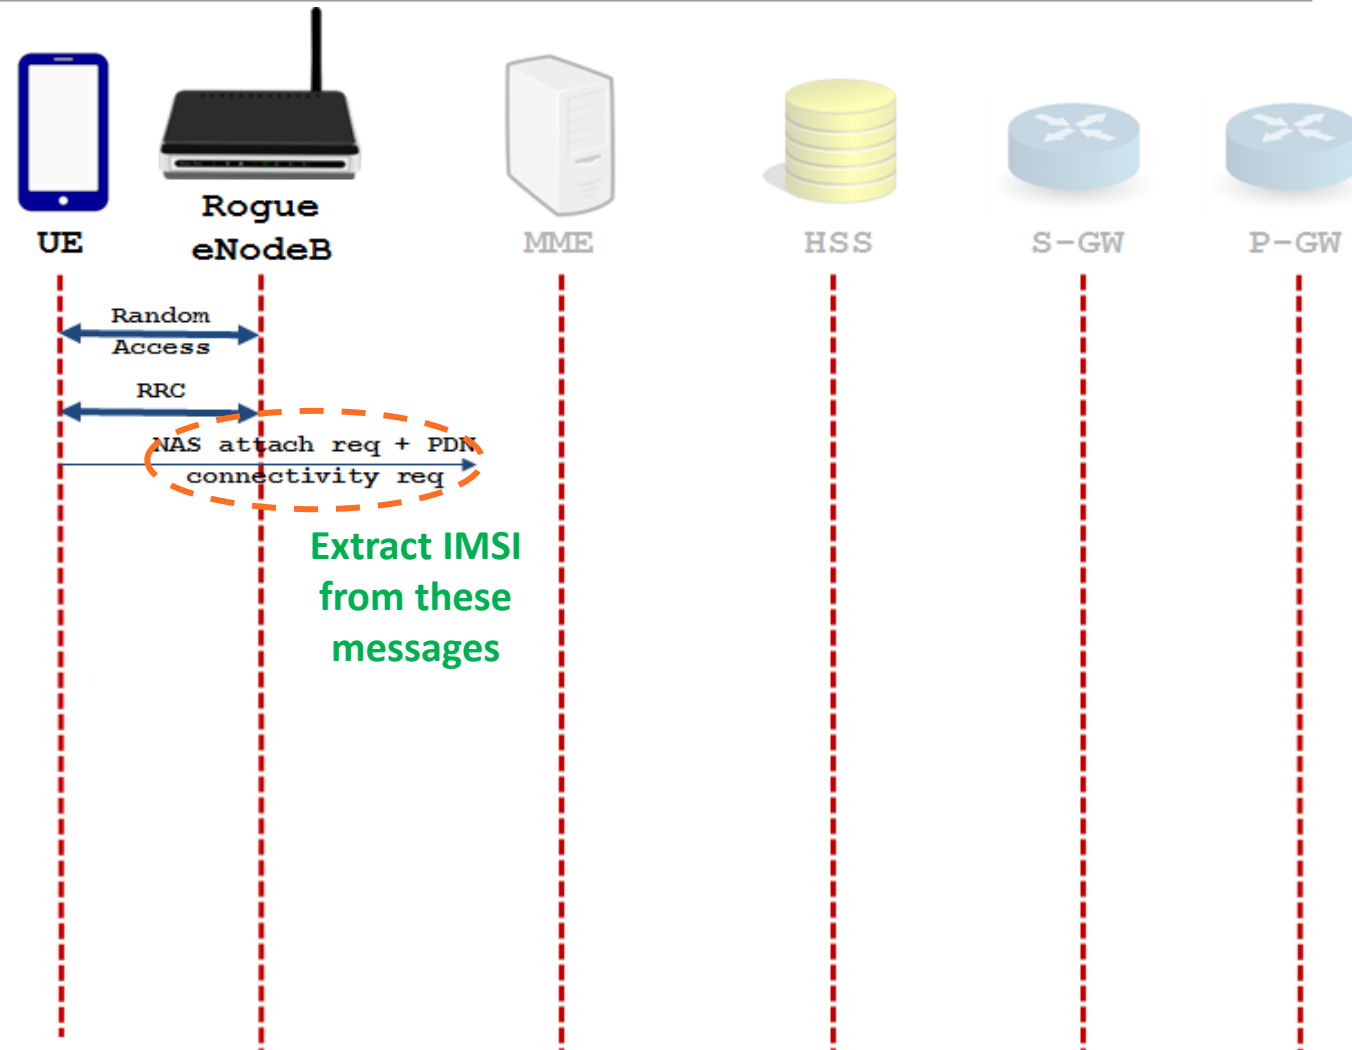 UE
Rogue
eNodeB
MME
HSS
S-GW
P-GW
Random
Access
RRC
NAS attach req + PDN
connectivity req
Extract IMSI
from these
messages